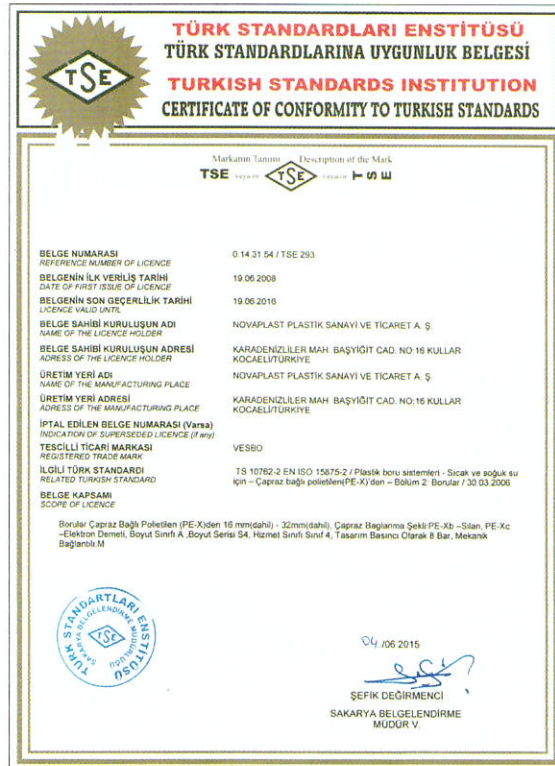 TÜRK STANDARDLARI ENSTİTÜSÜ
TÜRK STANDARDLARINA UYGUNLUK BELGESİ
TURKISH STANDARDS INSTITUTION
CERTIFICATE OF CONFORMITY TO TURKISH STANDARDS
TSE
Markanın Tanımı Description of the Mark
TSE veya/or TSE veya/or TSE
BELGE NUMARASI 0.14.31.54 / TSE 293
REFERENCE NUMBER OF LICENCE
BELGENİN İLK VERİLİŞ TARİHİ 19.06.2008
DATE OF FIRST ISSUE OF LICENCE
BELGENİN SON GEÇERLİLİK TARİHİ 19.06.2016
LICENCE VALID UNTIL
BELGE SAHİBİ KURULUŞUN ADI NOVAPLAST PLASTİK SANAYİ VE TİCARET A. Ş.
NAME OF THE LICENCE HOLDER
BELGE SAHİBİ KURULUŞUN ADRESİ KARADENİZLİLER MAH. BAŞYİĞİT CAD. NO:16 KULLAR
ADRESS OF THE LICENCE HOLDER KOCAELİ/TÜRKİYE
ÜRETİM YERİ ADI NOVAPLAST PLASTİK SANAYİ VE TİCARET A. Ş.
NAME OF THE MANUFACTURING PLACE
ÜRETİM YERİ ADRESİ KARADENİZLİLER MAH. BAŞYİĞİT CAD. NO:16 KULLAR
ADRESS OF THE MANUFACTURING PLACE KOCAELİ/TÜRKİYE
İPTAL EDİLEN BELGE NUMARASI (Varsa)
INDICATION OF SUPERSEDED LICENCE (if any)
TESCİLLİ TİCARİ MARKASI VESBO
REGISTERED TRADE MARK
İLGİLİ TÜRK STANDARDI TS 10762-2 EN ISO 15875-2 / Plastik boru sistemleri - Sıcak ve soğuk su
RELATED TURKISH STANDARD için – Çapraz bağlı polietilen(PE-X)'den – Bölüm 2: Borular / 30.03.2006
BELGE KAPSAMI
SCOPE OF LICENCE
Borular Çapraz Bağlı Polietilen (PE-X)den 16 mm(dahil) - 32mm(dahil), Çapraz Baglanma Şekli:PE-Xb –Silan, PE-Xc
–Elektron Demeti, Boyut Sınıfı A ,Boyut Serisi S4, Hizmet Sınıfı Sınıf 4, Tasarım Basıncı Olarak 8 Bar, Mekanik
Bağlantılı:M
TÜRK STANDARTLARI ENSTİTÜSÜ
SAKARYA BELGELENDİRME MÜDÜRLÜĞÜ
TSE
04 /06 2015
ŞEFİK DEĞİRMENCİ
SAKARYA BELGELENDİRME
MÜDÜR V.